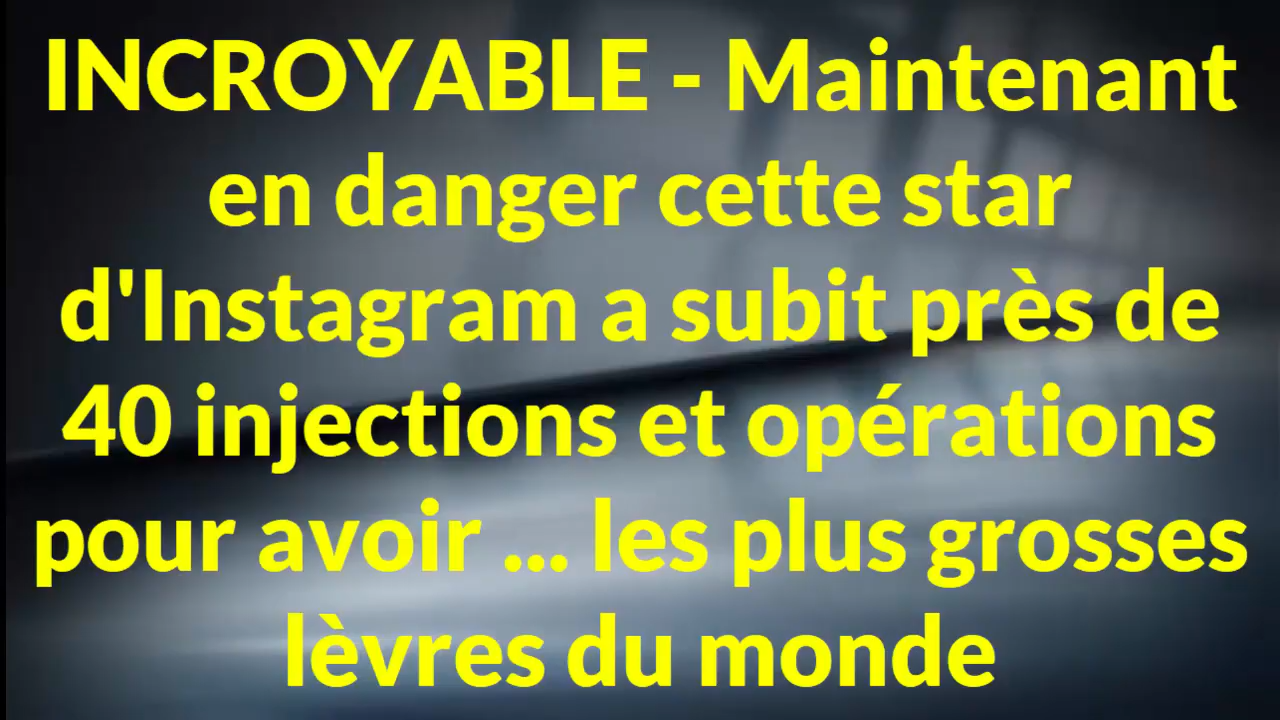 INCROYABLE - Maintenant
en danger cette star
d'Instagram a subit près de
40 injections et opérations
pour avoir ... les plus grosses
lèvres du monde